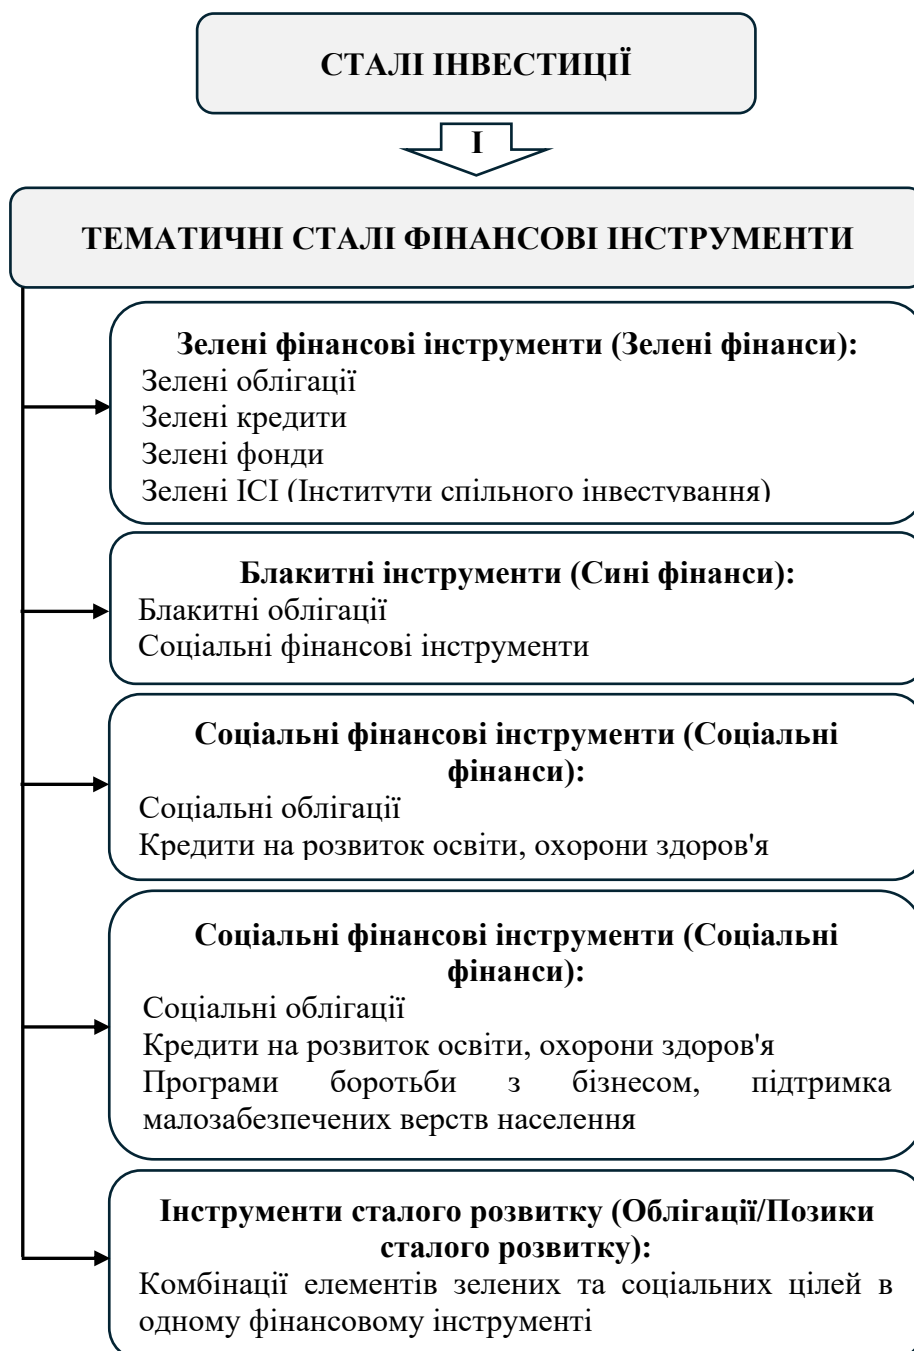 СТАЛІ ІНВЕСТИЦІЇ
І
ТЕМАТИЧНІ СТАЛІ ФІНАНСОВІ ІНСТРУМЕНТИ
Зелені фінансові інструменти (Зелені фінанси):
Зелені облігації
Зелені кредити
Зелені фонди
Зелені ІСІ (Інститути спільного інвестування)
Блакитні інструменти (Сині фінанси):
Блакитні облігації
Соціальні фінансові інструменти
Соціальні фінансові інструменти (Соціальні
фінанси):
Соціальні облігації
Кредити на розвиток освіти, охорони здоров'я
Соціальні фінансові інструменти (Соціальні
фінанси):
Соціальні облігації
Кредити на розвиток освіти, охорони здоров'я
Програми боротьби з бізнесом, підтримка
малозабезпечених верств населення
Інструменти сталого розвитку (Облігації/Позики
сталого розвитку):
Комбінації елементів зелених та соціальних цілей в
одному фінансовому інструменті